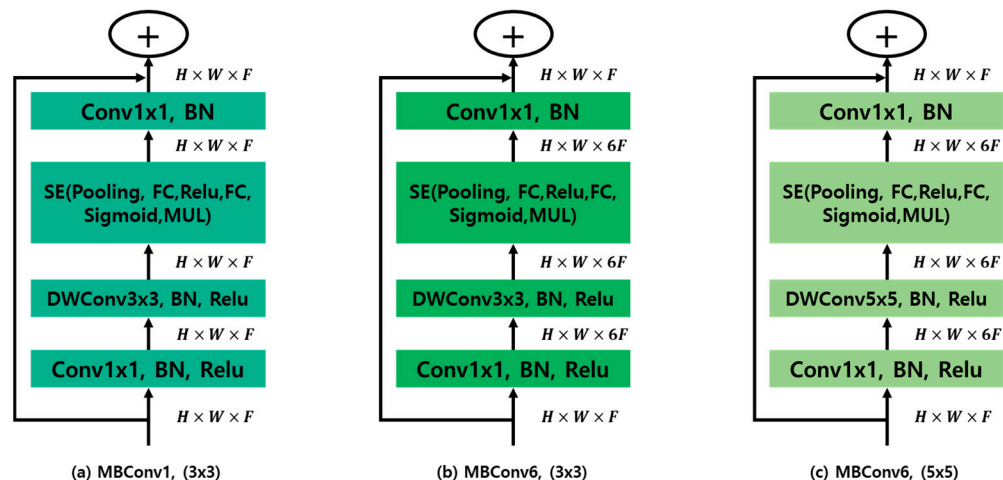 +
H × W × F
Conv1x1, BN
H × W × F
SE(Pooling, FC,Relu,FC,
Sigmoid,MUL)
H × W × F
DWConv3x3, BN, Relu
H × W × F
Conv1x1, BN, Relu
H × W × F
(a) MBConv1, (3x3)
+
H × W × F
Conv1x1, BN
H × W × 6F
SE(Pooling, FC,Relu,FC,
Sigmoid,MUL)
H × W × 6F
DWConv3x3, BN, Relu
H × W × 6F
Conv1x1, BN, Relu
H × W × F
(b) MBConv6, (3x3)
+
H × W × F
Conv1x1, BN
H × W × 6F
SE(Pooling, FC,Relu,FC,
Sigmoid,MUL)
H × W × 6F
DWConv5x5, BN, Relu
H × W × 6F
Conv1x1, BN, Relu
H × W × F
(c) MBConv6, (5x5)